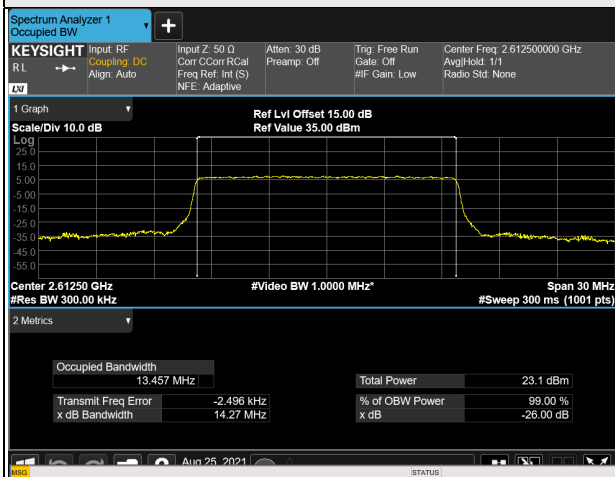 Spectrum Analyzer 1
Occupied BW
+
KEYSIGHT Input: RF Input Z: 50 Ω Atten: 30 dB Trig: Free Run Center Freq: 2.612500000 GHz
RL Coupling: DC Corr CCorr RCal Preamp: Off Gate: Off Avg|Hold: 1/1
Align: Auto Freq Ref: Int (S) #IF Gain: Low Radio Std: None
LXI NFE: Adaptive
1 Graph
Ref Lvl Offset 15.00 dB
Scale/Div 10.0 dB Ref Value 35.00 dBm
Log
25.0
15.0
5.00
-5.00
-15.0
-25.0
-35.0
-45.0
-55.0
Center 2.61250 GHz #Video BW 1.0000 MHz* Span 30 MHz
#Res BW 300.00 kHz #Sweep 300 ms (1001 pts)
2 Metrics
Occupied Bandwidth
13.457 MHz Total Power 23.1 dBm
Transmit Freq Error -2.496 kHz % of OBW Power 99.00 %
x dB Bandwidth 14.27 MHz x dB -26.00 dB
Aug 25, 2021
MSG STATUS